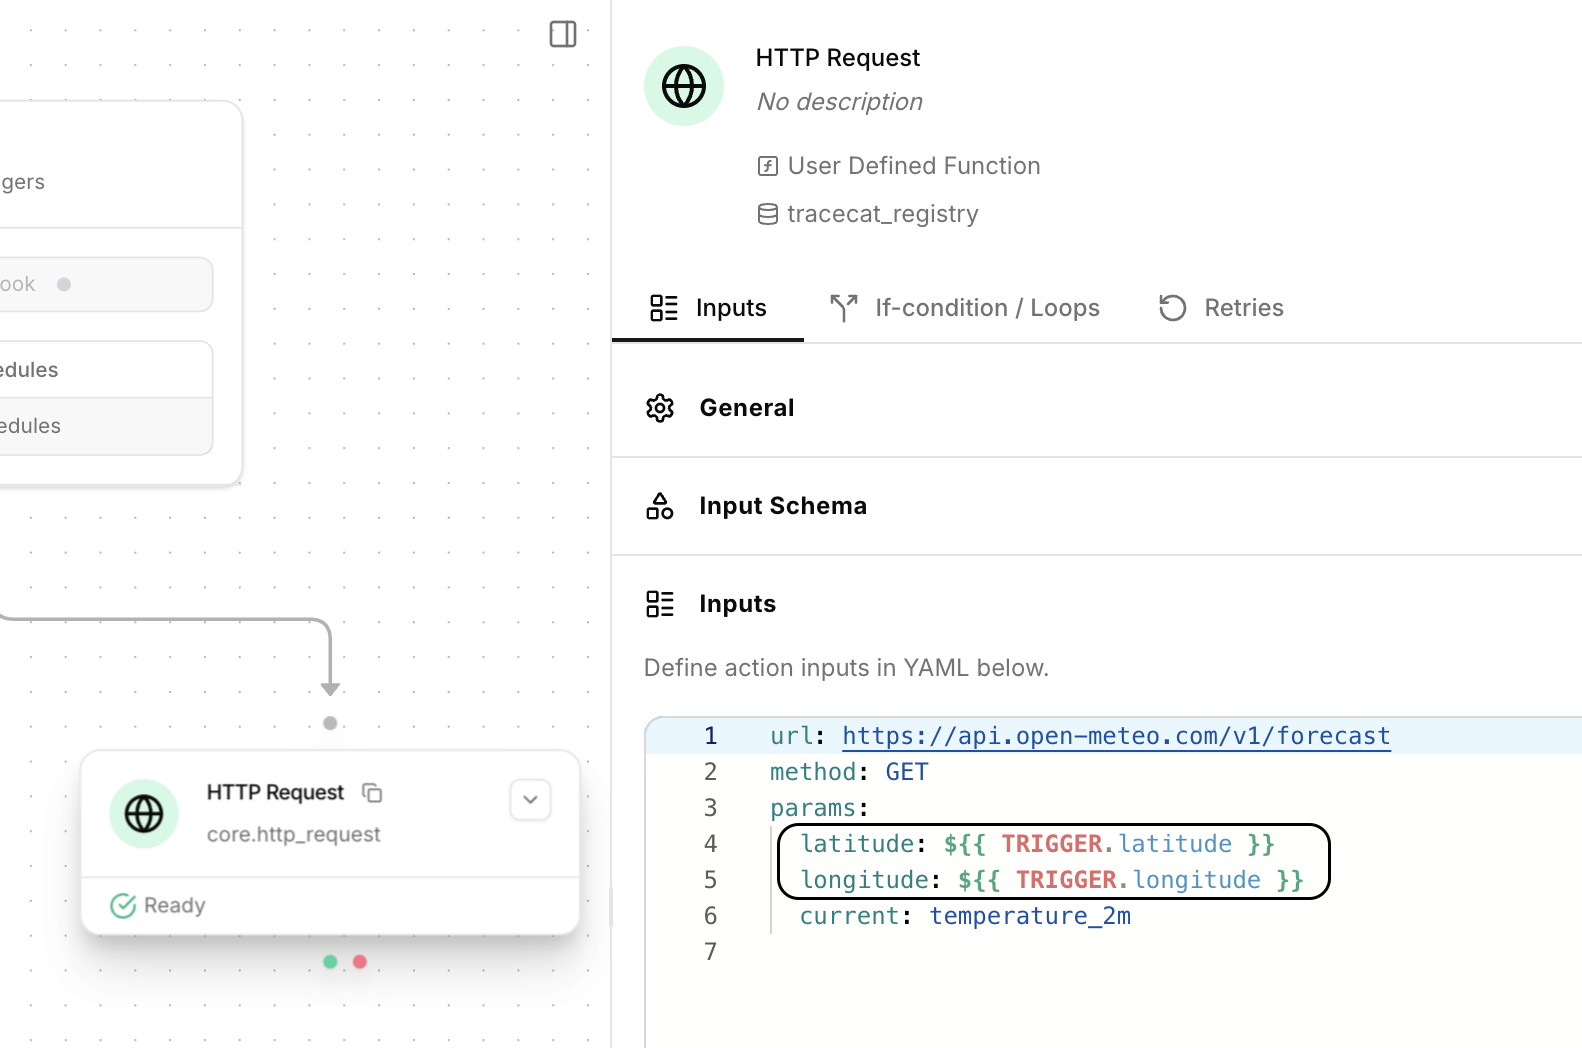 gers
ook
edules
edules
HTTP Request
core.http_request
Ready
HTTP Request
No description
User Defined Function
tracecat_registry
Inputs
If-condition / Loops
Retries
General
Input Schema
Inputs
Define action inputs in YAML below.
1 url: https://api.open-meteo.com/v1/forecast
2 method: GET
3 params:
4 latitude: ${{ TRIGGER.latitude }}
5 longitude: ${{ TRIGGER.longitude }}
6 current: temperature_2m
7